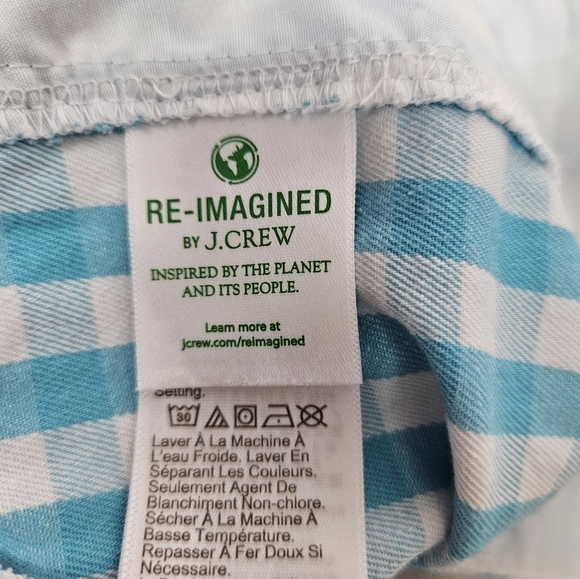 RE-IMAGINED
BY J.CREW
INSPIRED BY THE PLANET
AND ITS PEOPLE.
Learn more at
jcrew.com/reimagined
Setting.
30
Laver À La Machine À
L'eau Froide. Laver En
Séparant Les Couleurs.
Seulement Agent De
Blanchiment Non-chlore.
Sécher À La Machine À
Basse Température.
Repasser À Fer Doux Si
Nécessaire.